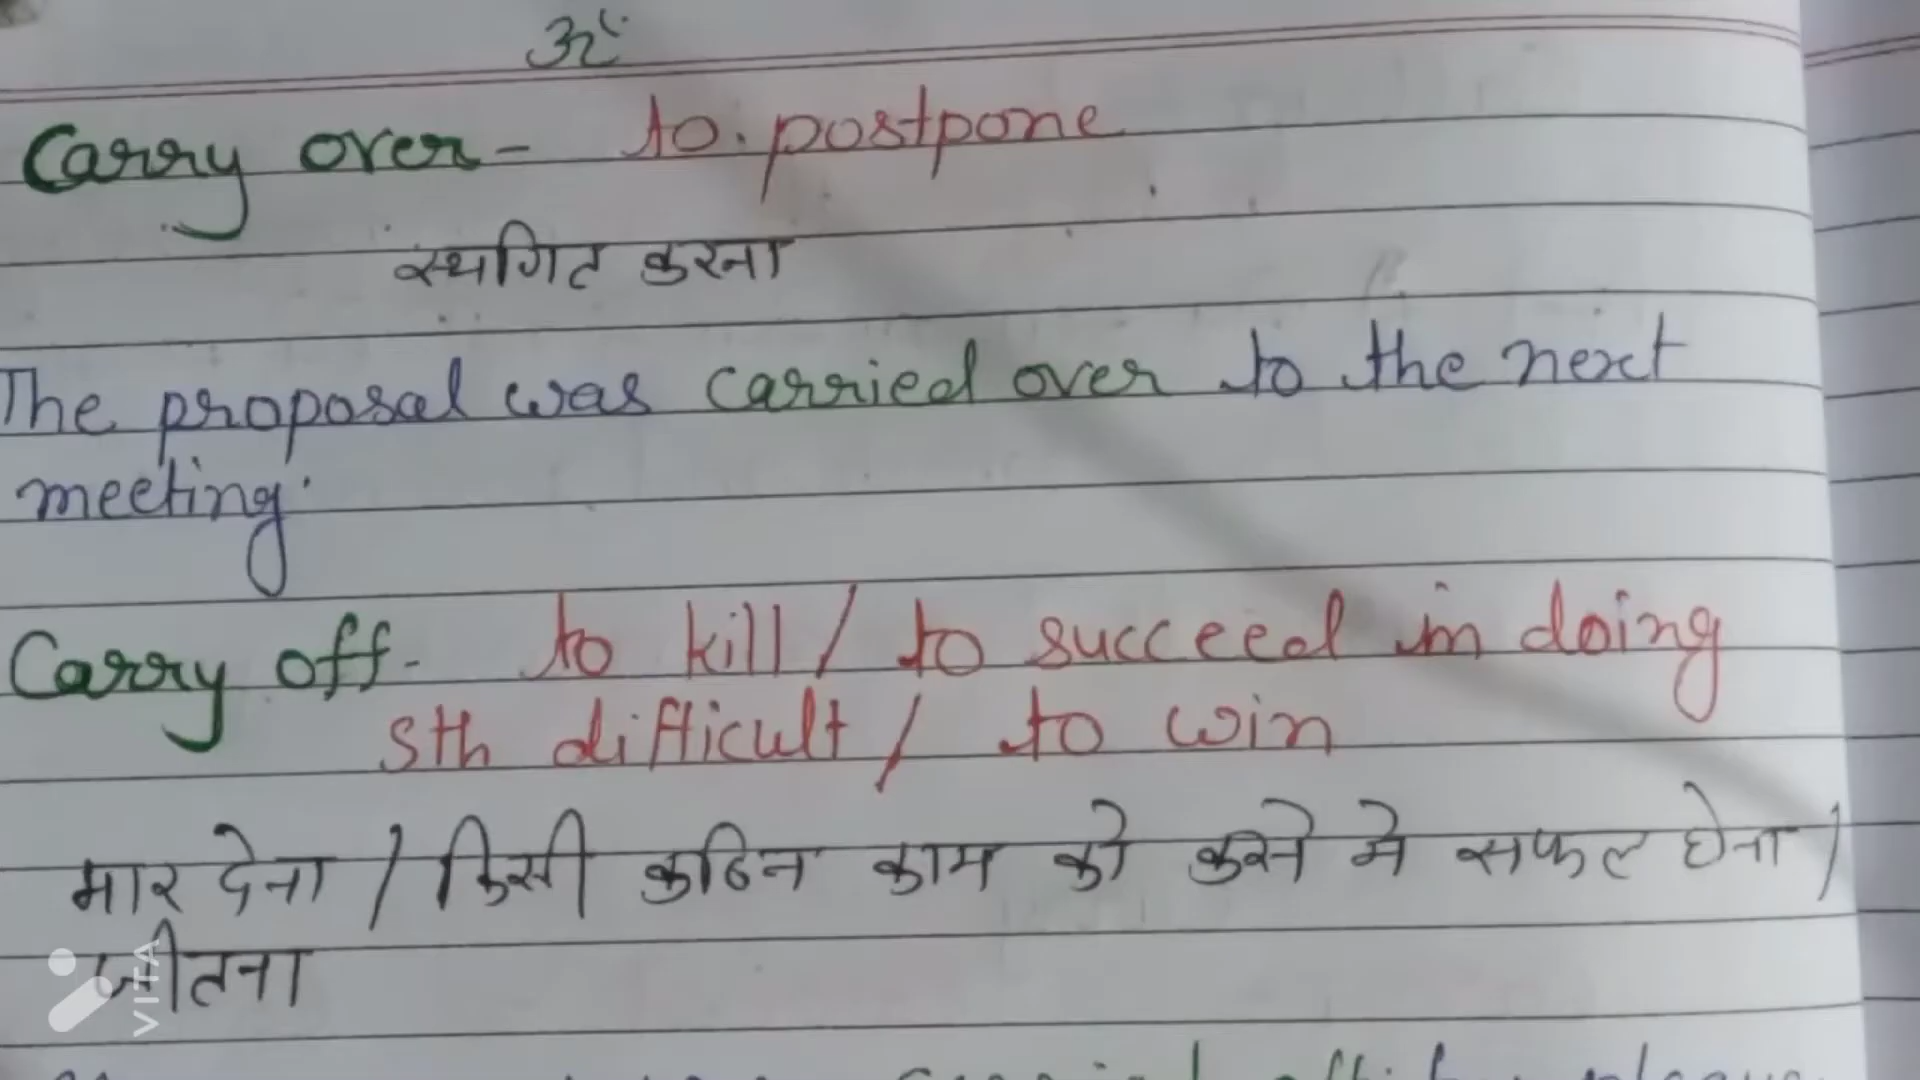 ॐ
Carry over - to postpone
स्थगित करना
The proposal was carried over to the next
meeting.
Carry off - to kill / to succeed in doing
sth difficult / to win
मार देना / किसी कठिन काम को करने मे सफल होना /
जीतना
VITA